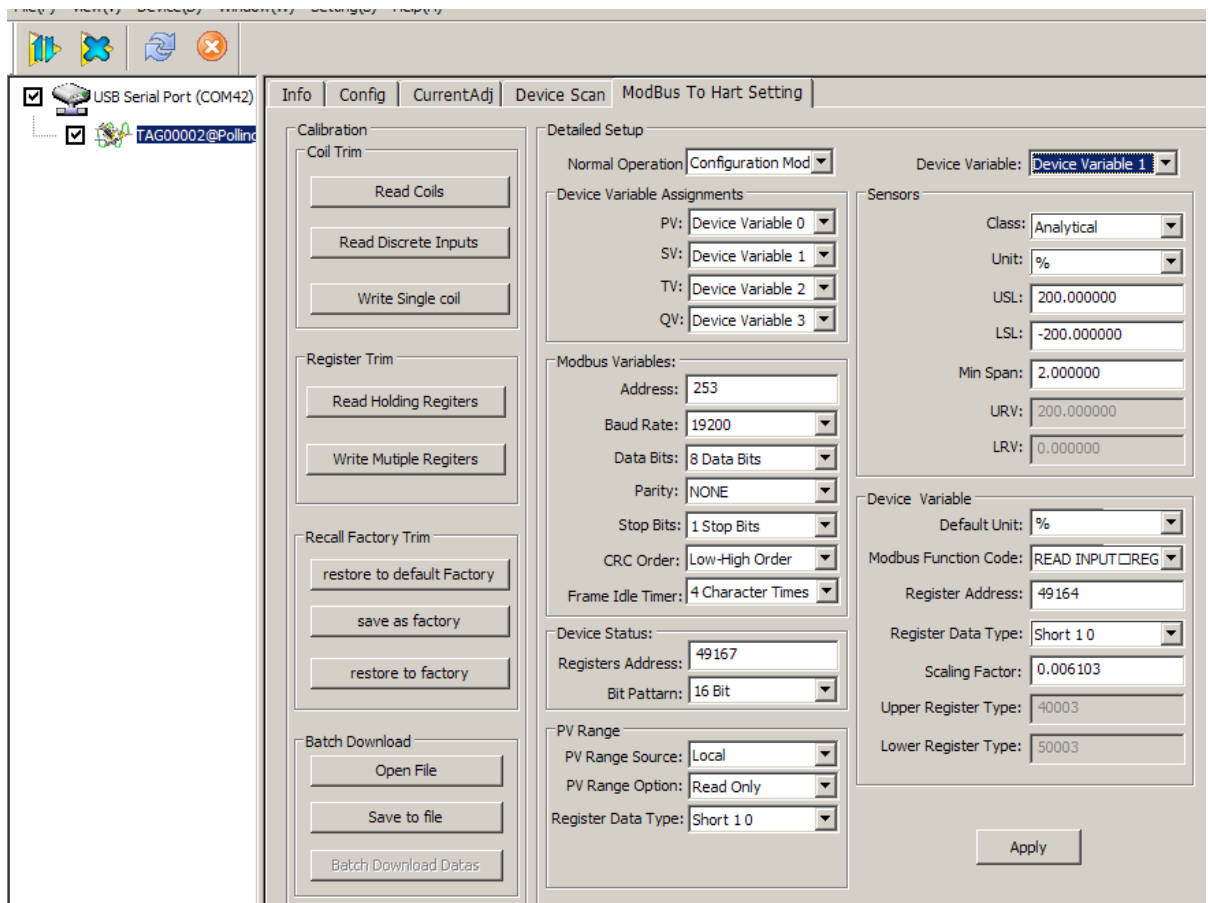 USB Serial Port (COM42)
TAG00002@Polling
Info Config CurrentAdj Device Scan ModBus To Hart Setting
Calibration
Coil Trim
Read Coils
Read Discrete Inputs
Write Single coil
Register Trim
Read Holding Regiters
Write Mutiple Regiters
Recall Factory Trim
restore to default Factory
save as factory
restore to factory
Batch Download
Open File
Save to file
Batch Download Datas
Detailed Setup
Normal Operation Configuration Mod
Device Variable: Device Variable 1
Device Variable Assignments
PV: Device Variable 0
SV: Device Variable 1
TV: Device Variable 2
QV: Device Variable 3
Modbus Variables:
Address: 253
Baud Rate: 19200
Data Bits: 8 Data Bits
Parity: NONE
Stop Bits: 1 Stop Bits
CRC Order: Low-High Order
Frame Idle Timer: 4 Character Times
Device Status:
Registers Address: 49167
Bit Pattarn: 16 Bit
PV Range
PV Range Source: Local
PV Range Option: Read Only
Register Data Type: Short 1 0
Sensors
Class: Analytical
Unit: %
USL: 200.000000
LSL: -200.000000
Min Span: 2.000000
URV: 200.000000
LRV: 0.000000
Device Variable
Default Unit: %
Modbus Function Code: READ INPUT□REG
Register Address: 49164
Register Data Type: Short 1 0
Scaling Factor: 0.006103
Upper Register Type: 40003
Lower Register Type: 50003
Apply